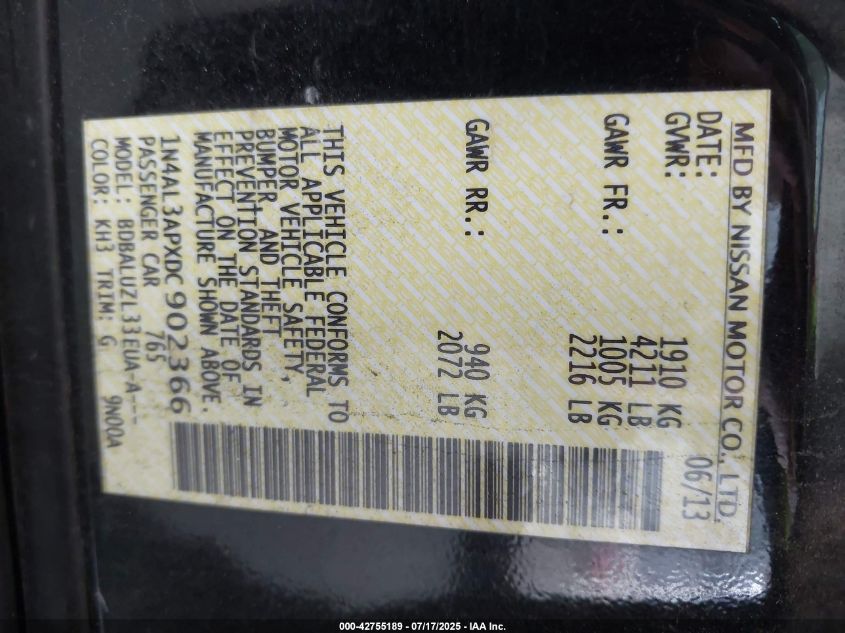 MFD BY NISSAN MOTOR CO., LTD.
DATE: 06/13
GVWR: 1910 KG
4211 LB
GAWR FR.: 1005 KG
2216 LB
GAWR RR.: 940 KG
2072 LB
THIS VEHICLE CONFORMS TO
ALL APPLICABLE FEDERAL
MOTOR VEHICLE SAFETY,
BUMPER, AND THEFT
PREVENTION STANDARDS IN
EFFECT ON THE DATE OF
MANUFACTURE SHOWN ABOVE.
1N4AL3APXDC902366
PASSENGER CAR 765
MODEL: BDBALUZL33EUA-A---
COLOR: KH3 TRIM: G 9N00A
000-42755189 - 07/17/2025 - IAA Inc.